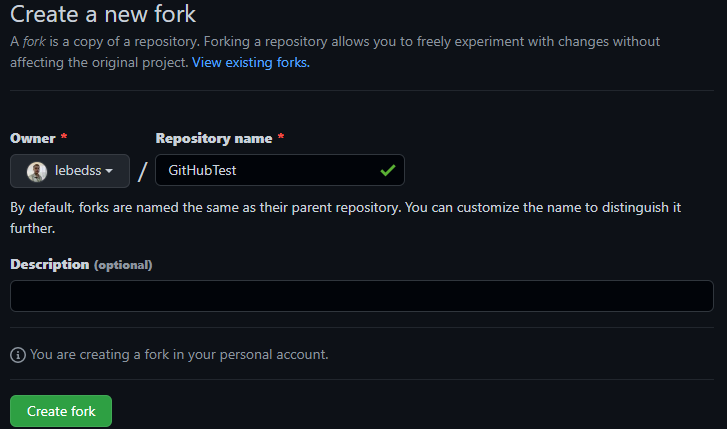 Create a new fork
A fork is a copy of a repository. Forking a repository allows you to freely experiment with changes without
affecting the original project. View existing forks.
Owner * Repository name *
lebedss / GitHubTest
By default, forks are named the same as their parent repository. You can customize the name to distinguish it
further.
Description (optional)
You are creating a fork in your personal account.
Create fork